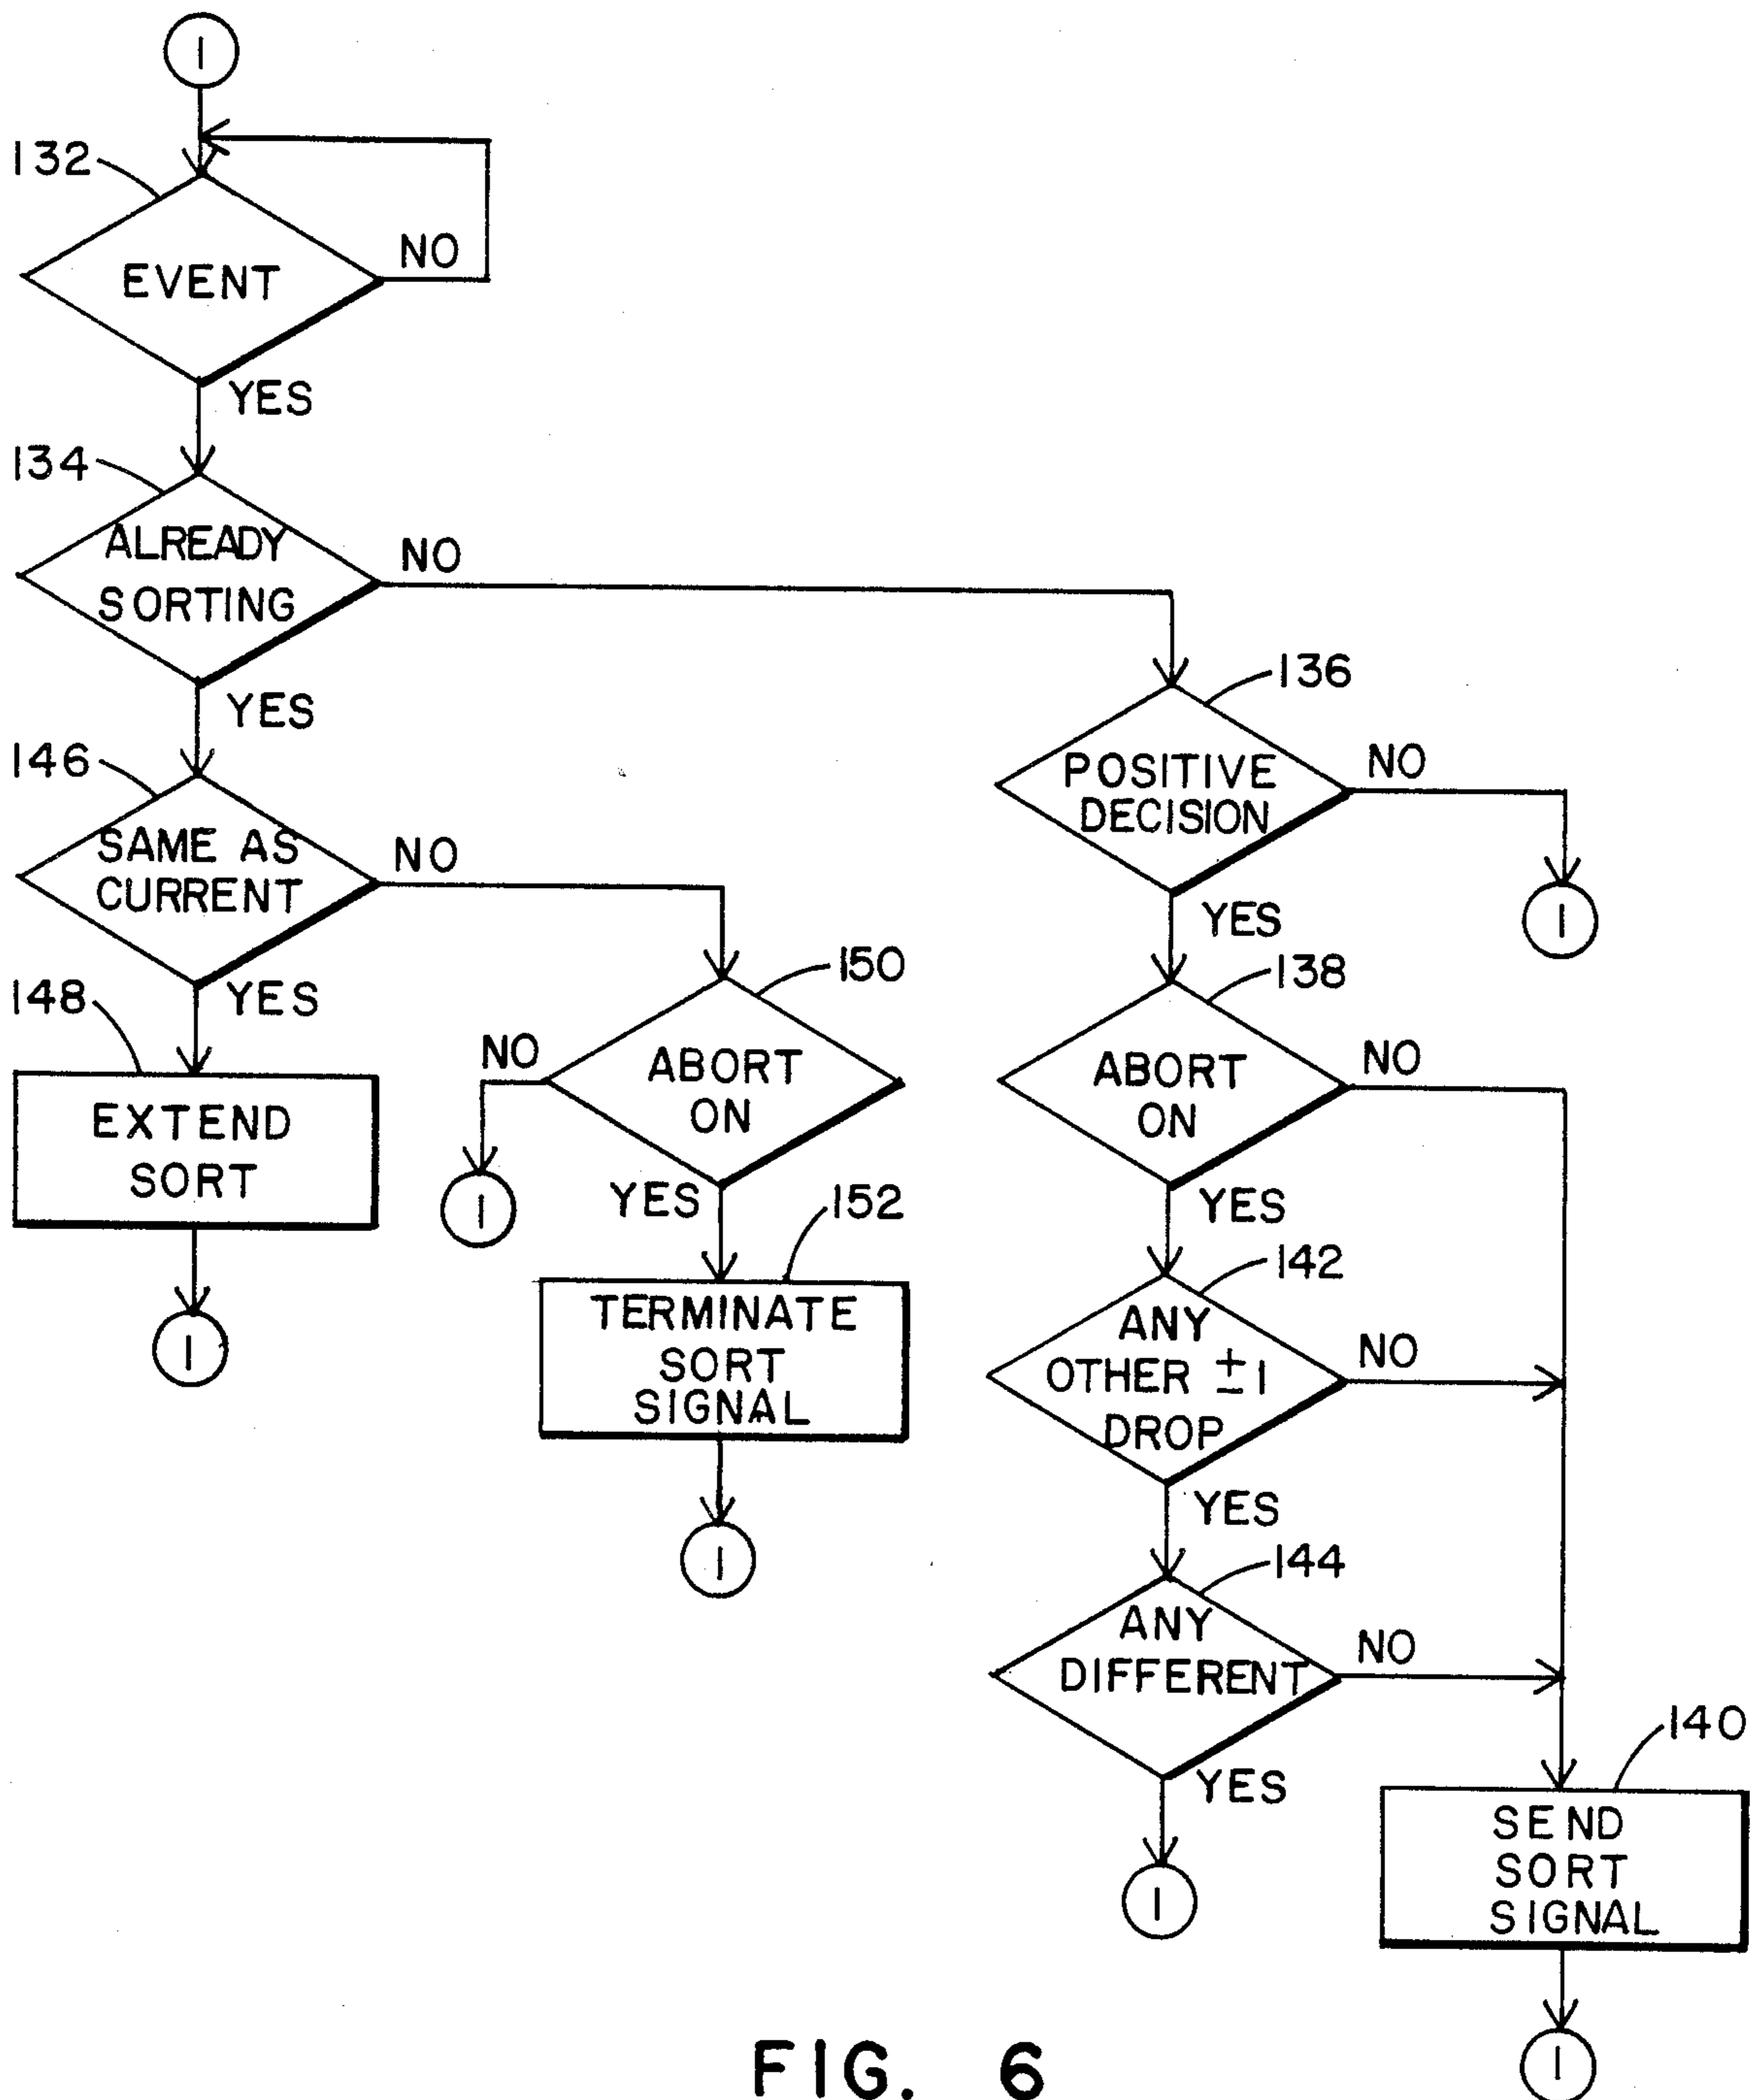 1
132
EVENT
NO
YES
134
ALREADY
SORTING
NO
YES
136
POSITIVE
DECISION
NO
1
YES
146
SAME AS
CURRENT
NO
YES
148
EXTEND
SORT
1
150
ABORT
ON
NO
1
YES
152
TERMINATE
SORT
SIGNAL
1
138
ABORT
ON
NO
YES
142
ANY
OTHER ±1
DROP
NO
YES
144
ANY
DIFFERENT
NO
YES
1
140
SEND
SORT
SIGNAL
1
FIG. 6